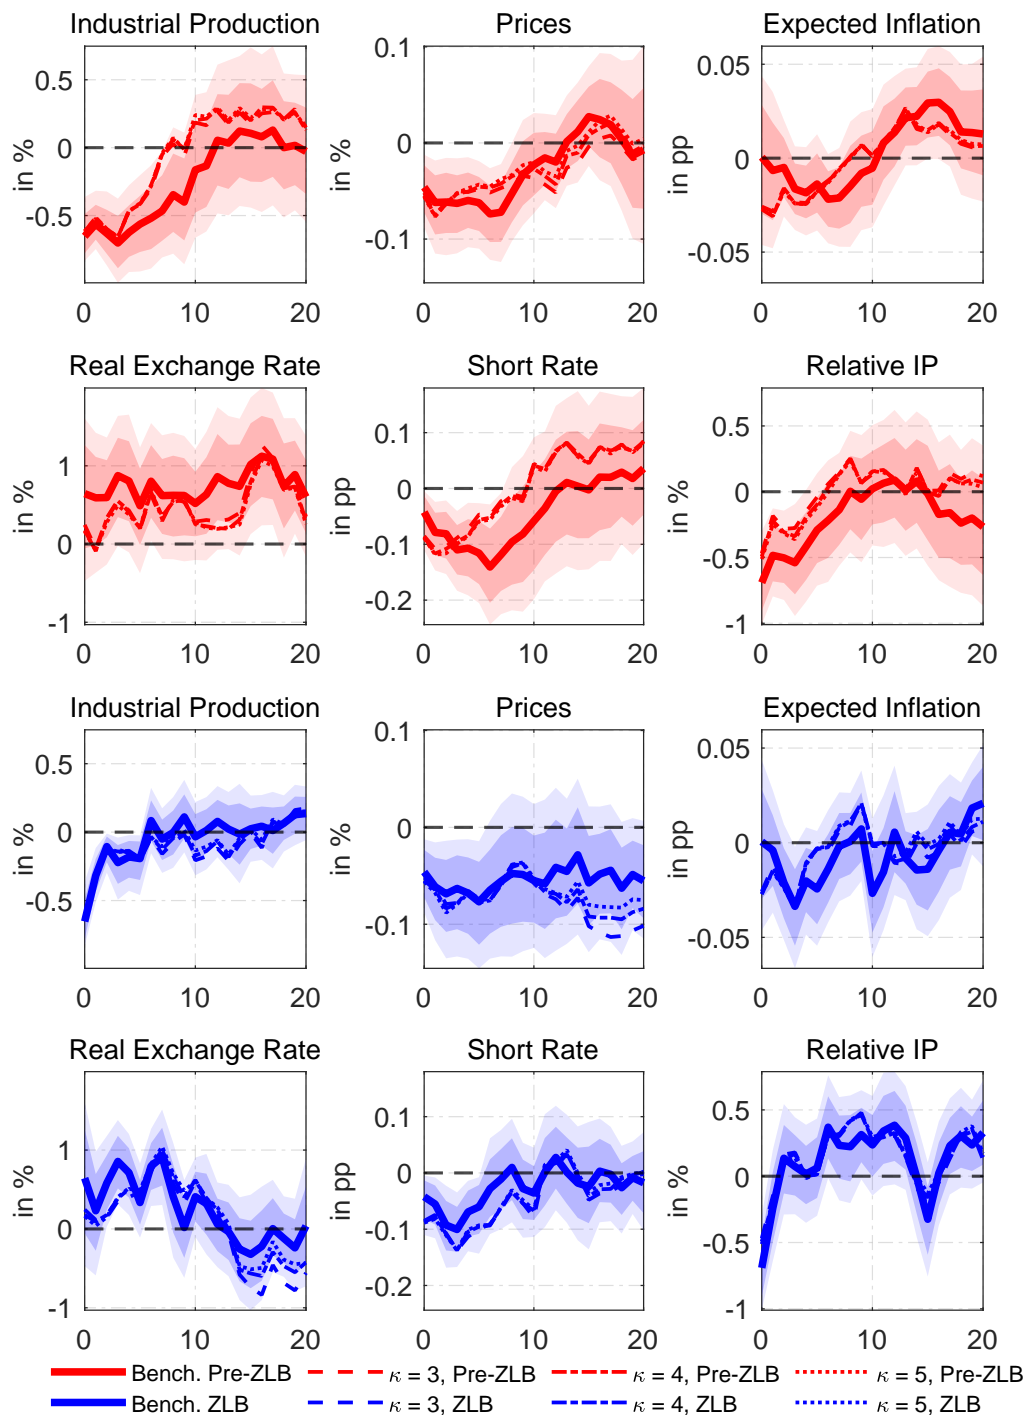 Industrial Production Prices Expected Inflation
0.5 0.1 0.05
0 0 0
-0.5 -0.1 -0.05
in % in % in pp
0 10 20 0 10 20 0 10 20
Real Exchange Rate Short Rate Relative IP
1 0.1 0.5
0 0 0
-1 -0.1 -0.5
-0.2 -1
in % in pp in %
0 10 20 0 10 20 0 10 20
Industrial Production Prices Expected Inflation
0.5 0.1 0.05
0 0 0
-0.5 -0.1 -0.05
in % in % in pp
0 10 20 0 10 20 0 10 20
Real Exchange Rate Short Rate Relative IP
1 0.1 0.5
0 0 0
-1 -0.1 -0.5
-0.2 -1
in % in pp in %
0 10 20 0 10 20 0 10 20
Bench. Pre-ZLB κ = 3, Pre-ZLB κ = 4, Pre-ZLB κ = 5, Pre-ZLB
Bench. ZLB κ = 3, ZLB κ = 4, ZLB κ = 5, ZLB